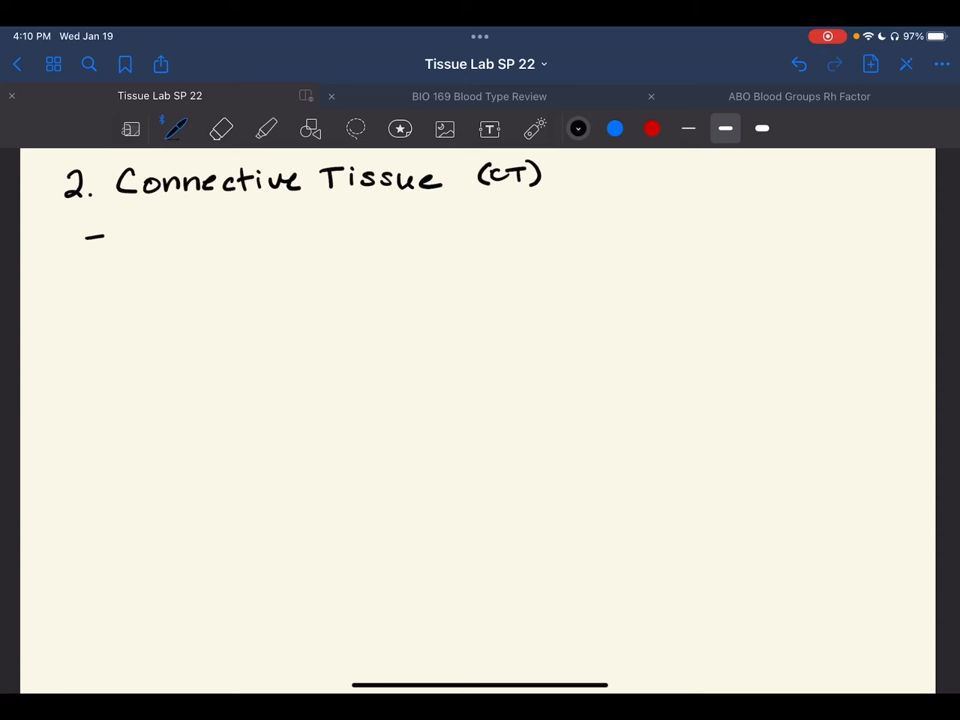 4:10 PM Wed Jan 19
97%
Tissue Lab SP 22
Tissue Lab SP 22
BIO 169 Blood Type Review
ABO Blood Groups Rh Factor
2. Connective Tissue (CT)
-